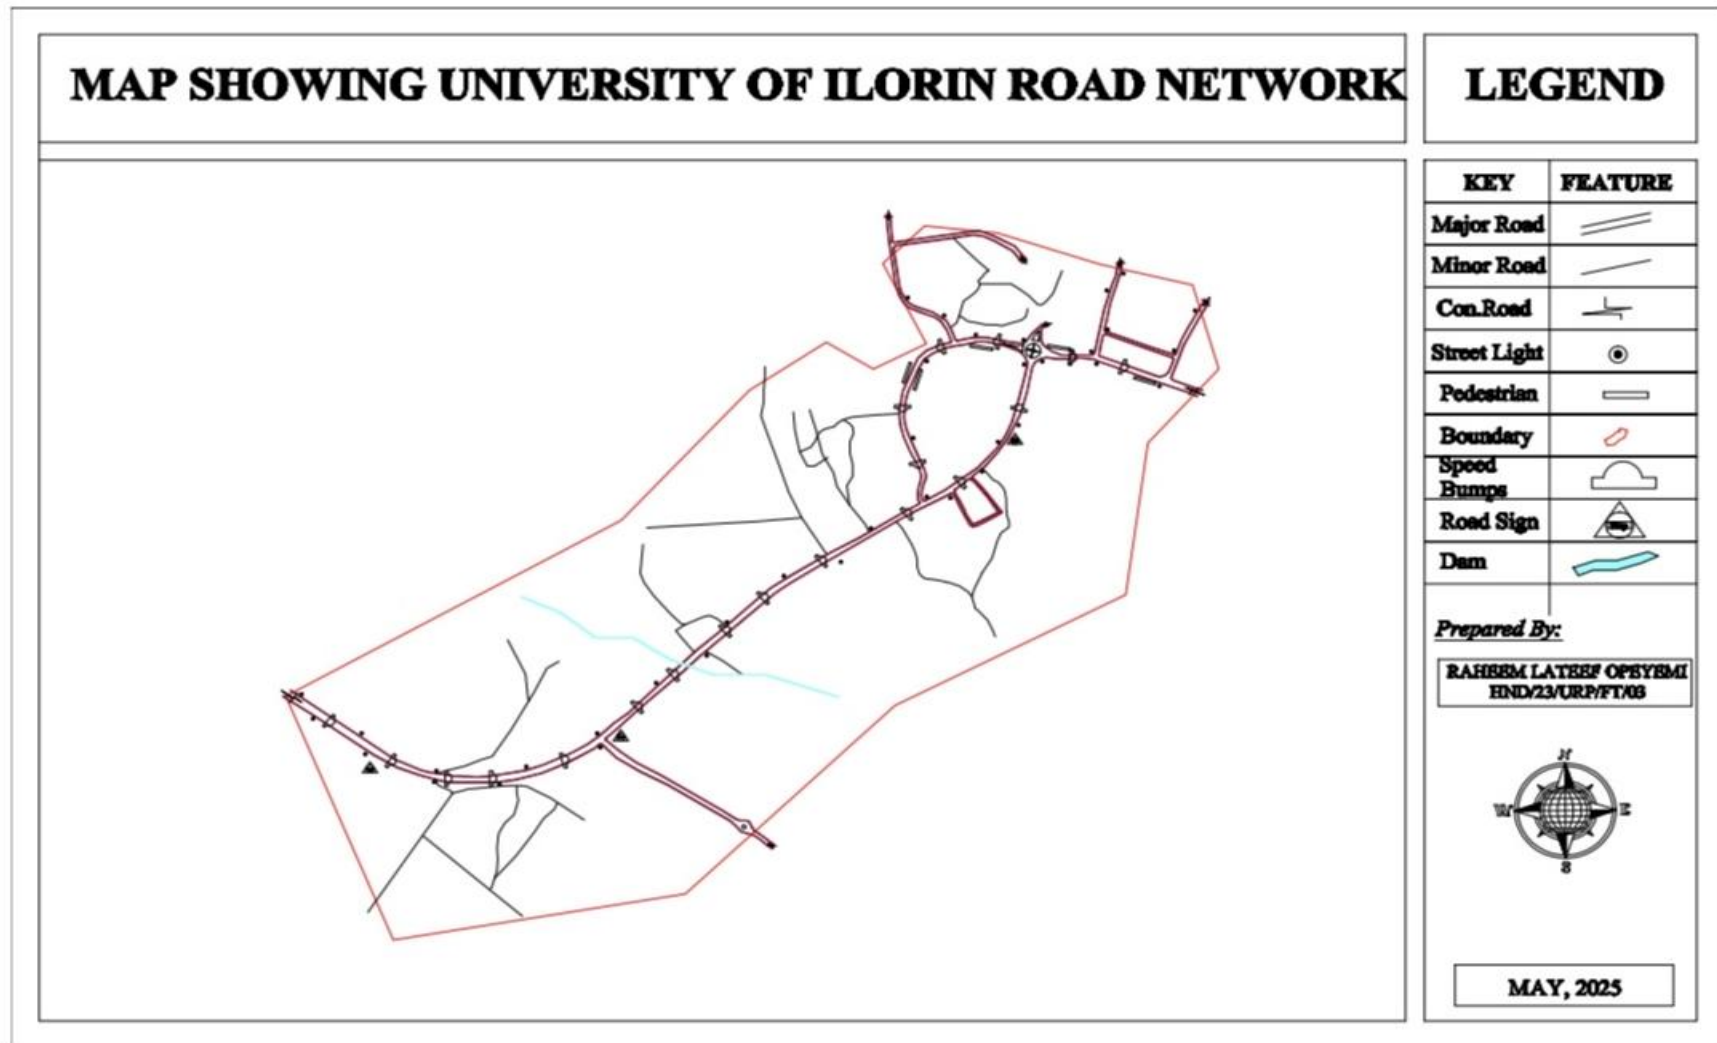 MAP SHOWING UNIVERSITY OF ILORIN ROAD NETWORK
LEGEND
KEY FEATURE
Major Road
Minor Road
Con.Road
Street Light
Pedestrian
Boundary
Speed
Bumps
Road Sign
Dam
Prepared By:
RAHEEM LATEEF OPEYEMI
HND/23/URP/FT/03
N
W E
S
MAY, 2025